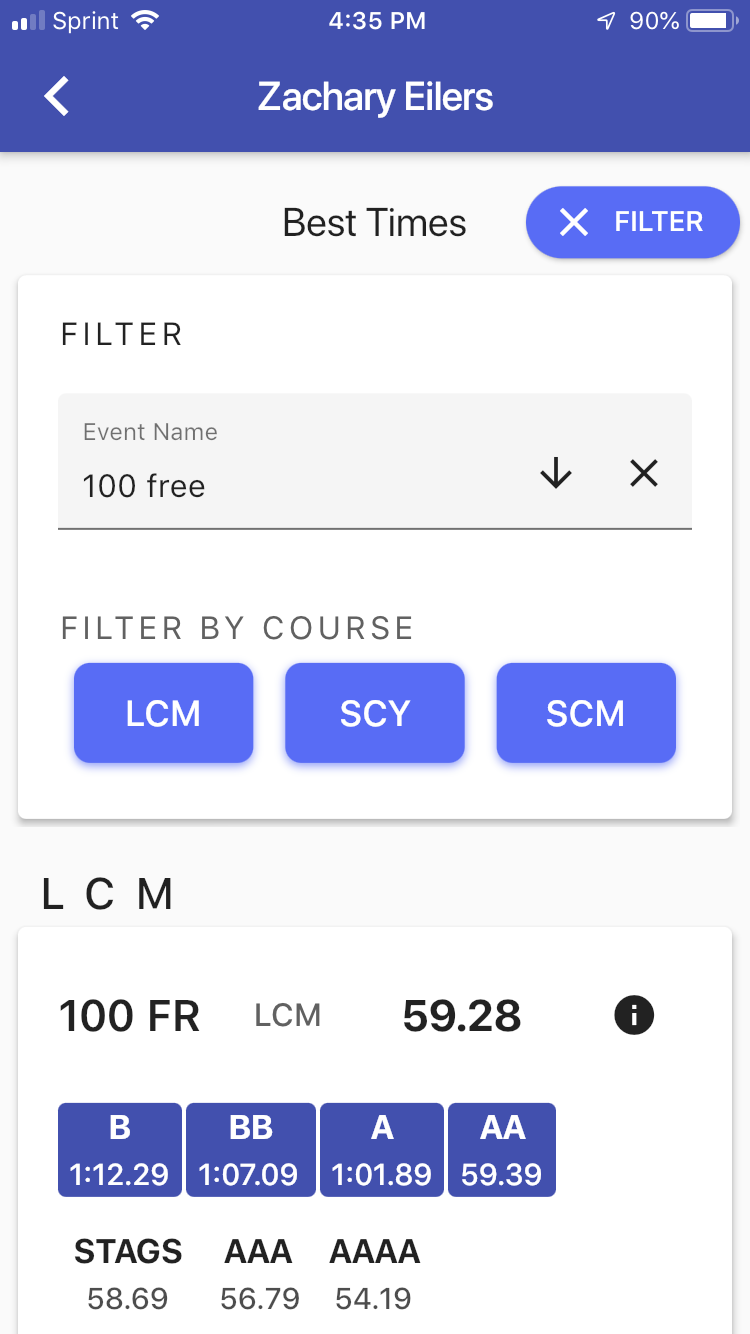 Sprint 4:35 PM 90%
Zachary Eilers
Best Times FILTER
FILTER
Event Name
100 free
FILTER BY COURSE
LCM SCY SCM
LCM
100 FR LCM 59.28 i
B BB A AA
1:12.29 1:07.09 1:01.89 59.39
STAGS AAA AAAA
58.69 56.79 54.19